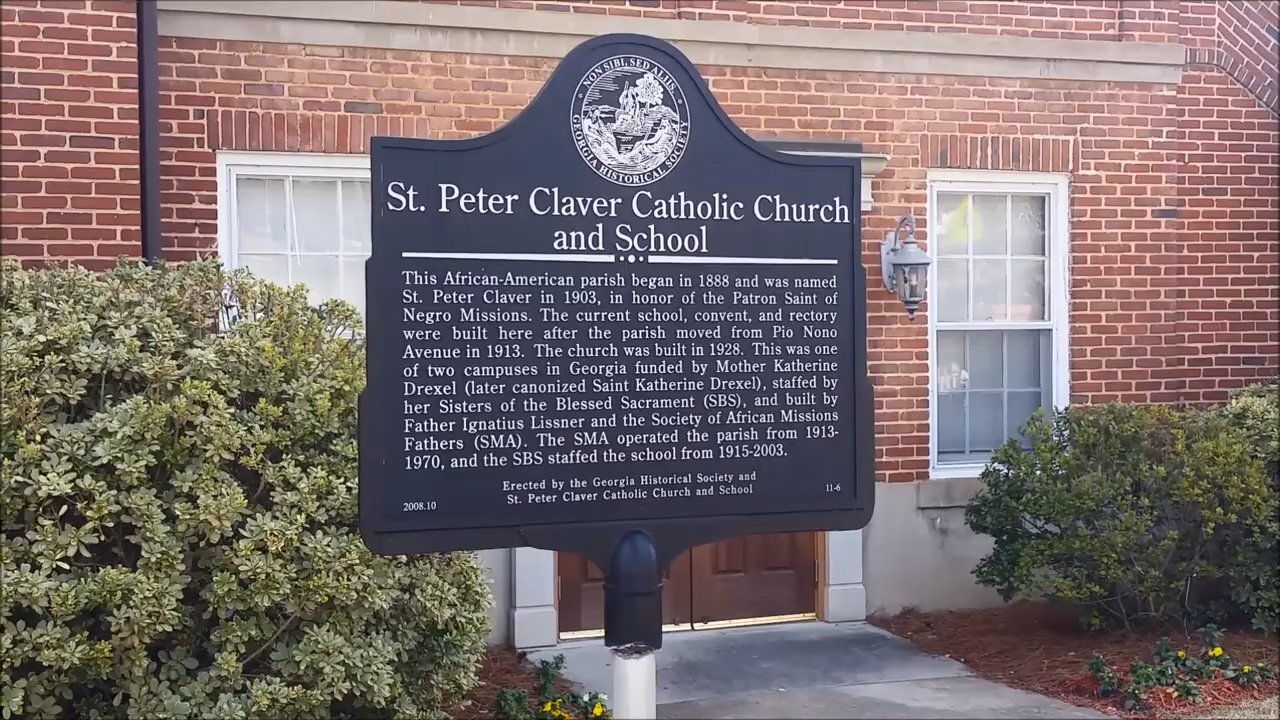 NON SIBI, SED ALIIS.
GEORGIA HISTORICAL SOCIETY
St. Peter Claver Catholic Church
and School
This African-American parish began in 1888 and was named
St. Peter Claver in 1903, in honor of the Patron Saint of
Negro Missions. The current school, convent, and rectory
were built here after the parish moved from Pio Nono
Avenue in 1913. The church was built in 1928. This was one
of two campuses in Georgia funded by Mother Katherine
Drexel (later canonized Saint Katherine Drexel), staffed by
her Sisters of the Blessed Sacrament (SBS), and built by
Father Ignatius Lissner and the Society of African Missions
Fathers (SMA). The SMA operated the parish from 1913-
1970, and the SBS staffed the school from 1915-2003.
Erected by the Georgia Historical Society and
St. Peter Claver Catholic Church and School
2008.10
11-6